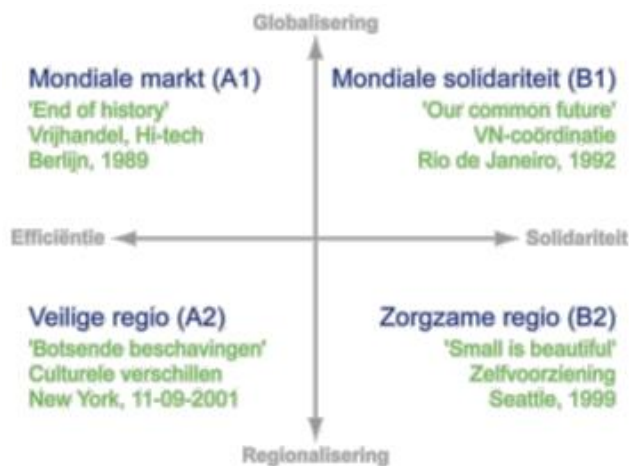 Globalisering
Mondiale markt (A1)
'End of history'
Vrijhandel, Hi-tech
Berlijn, 1989
Mondiale solidariteit (B1)
'Our common future'
VN-coördinatie
Rio de Janeiro, 1992
Efficiëntie
Solidariteit
Veilige regio (A2)
'Botsende beschavingen'
Culturele verschillen
New York, 11-09-2001
Zorgzame regio (B2)
'Small is beautiful'
Zelfvoorziening
Seattle, 1999
Regionalisering